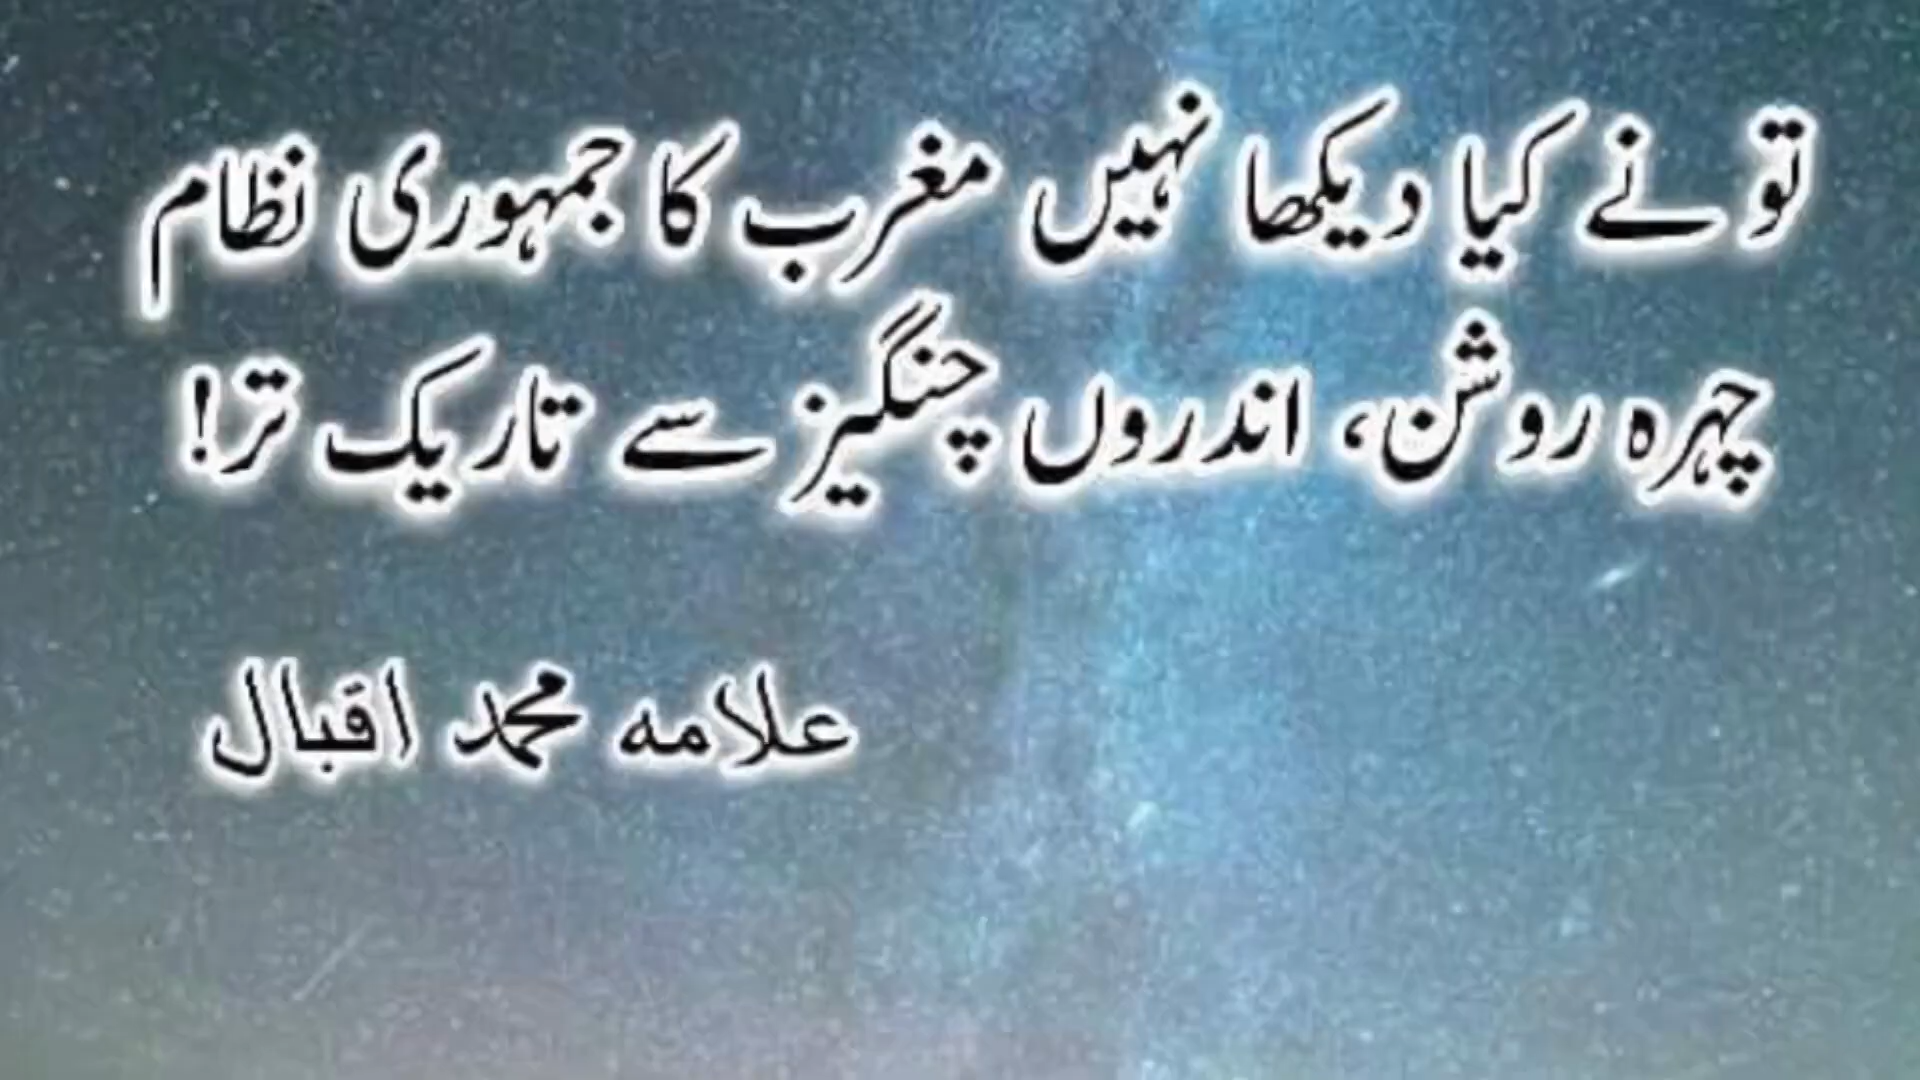 تو نے کیا دیکھا نہیں مغرب کا جمہوری نظام
چہرہ روشن، اندروں چنگیز سے تاریک تر!
علامہ محمد اقبال